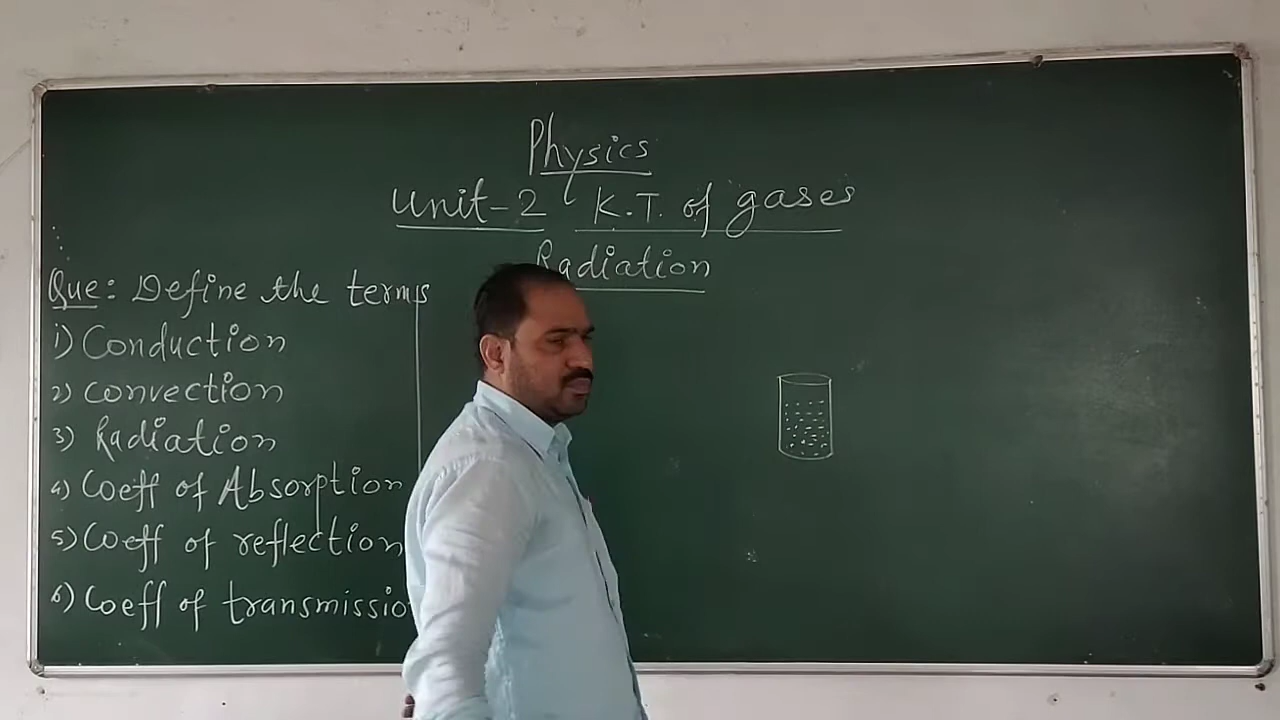 Physics
Unit-2 K.T. of gases
Radiation
Que: Define the terms
1) Conduction
2) Convection
3) Radiation
4) Coeff of Absorption
5) Coeff of reflection
6) Coeff of transmissio